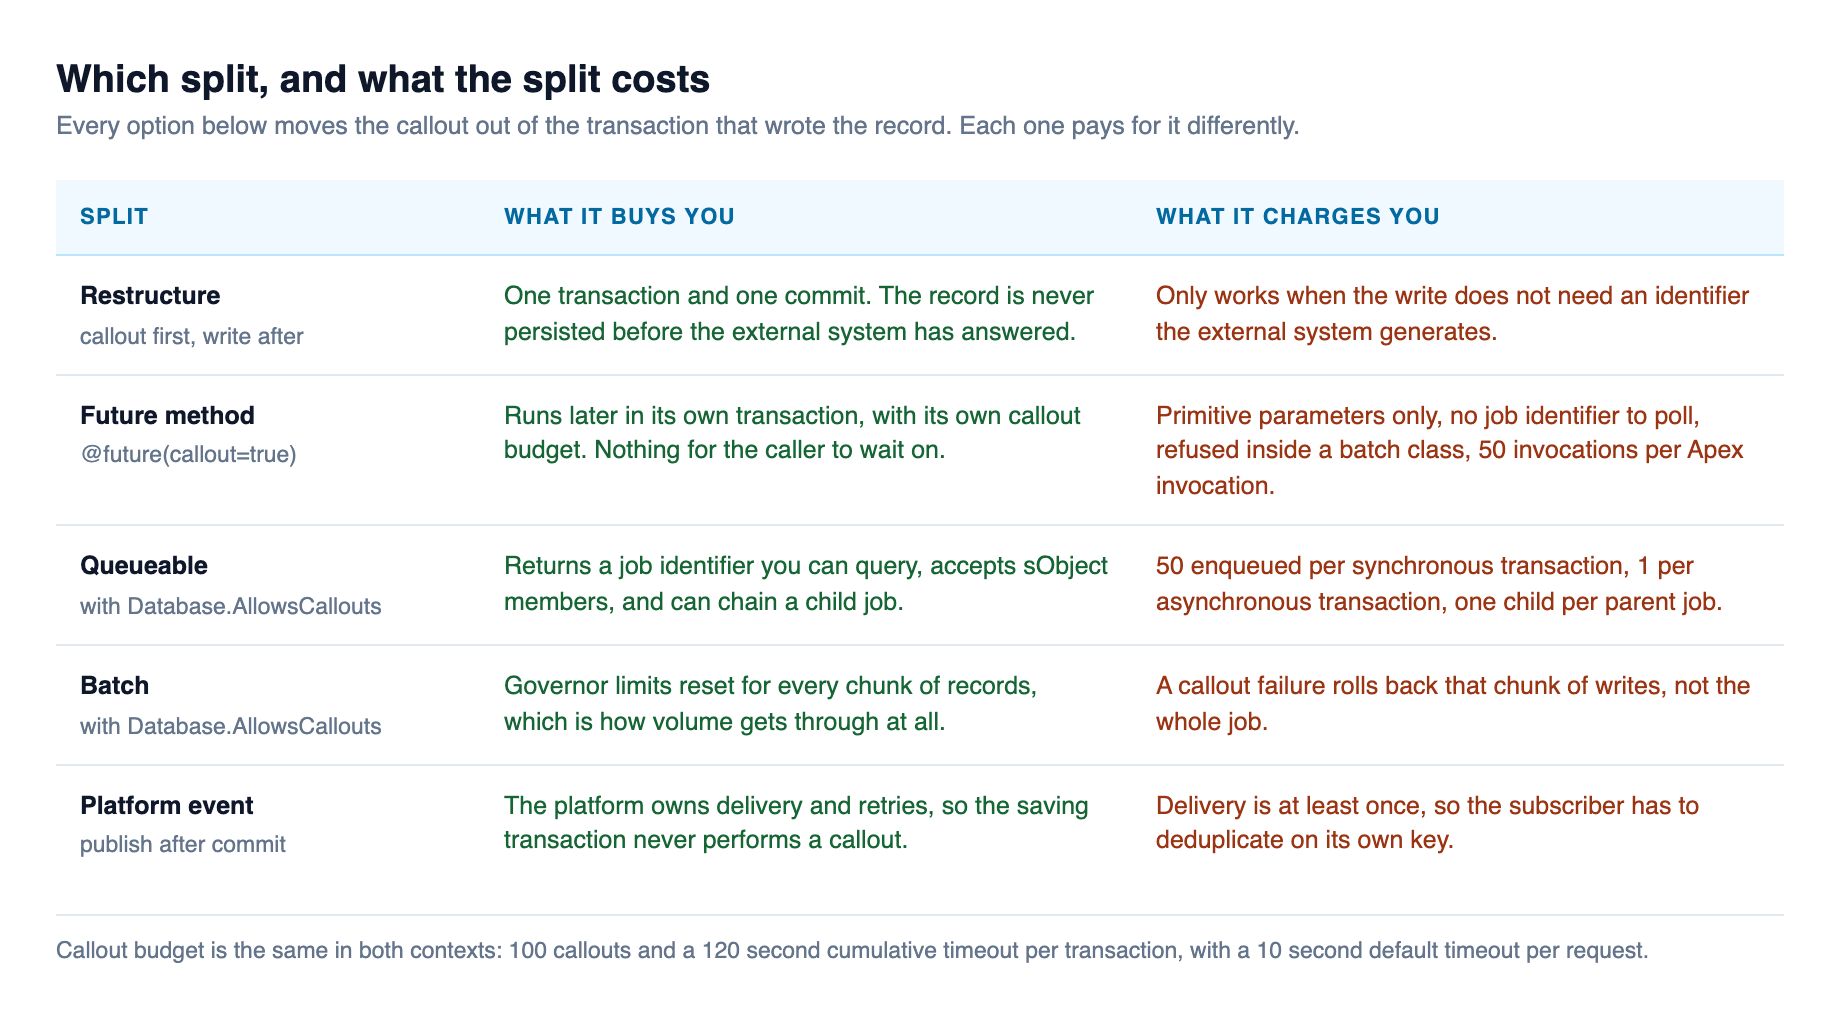 Which split, and what the split costs
Every option below moves the callout out of the transaction that wrote the record. Each one pays for it differently.
SPLIT
WHAT IT BUYS YOU
WHAT IT CHARGES YOU
Restructure
callout first, write after
One transaction and one commit. The record is never
persisted before the external system has answered.
Only works when the write does not need an identifier
the external system generates.
Future method
@future(callout=true)
Runs later in its own transaction, with its own callout
budget. Nothing for the caller to wait on.
Primitive parameters only, no job identifier to poll,
refused inside a batch class, 50 invocations per Apex
invocation.
Queueable
with Database.AllowsCallouts
Returns a job identifier you can query, accepts sObject
members, and can chain a child job.
50 enqueued per synchronous transaction, 1 per
asynchronous transaction, one child per parent job.
Batch
with Database.AllowsCallouts
Governor limits reset for every chunk of records,
which is how volume gets through at all.
A callout failure rolls back that chunk of writes, not the
whole job.
Platform event
publish after commit
The platform owns delivery and retries, so the saving
transaction never performs a callout.
Delivery is at least once, so the subscriber has to
deduplicate on its own key.
Callout budget is the same in both contexts: 100 callouts and a 120 second cumulative timeout per transaction, with a 10 second default timeout per request.